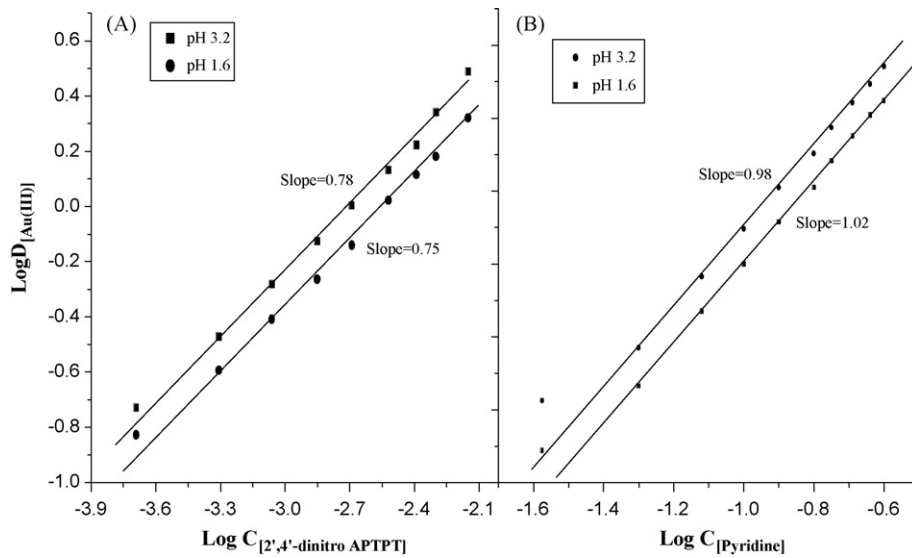 (A)
pH 3.2
pH 1.6
Slope=0.78
Slope=0.75
0.6
0.4
0.2
0.0
-0.2
-0.4
-0.6
-0.8
-1.0
LogD[Au(III)]
-3.9 -3.6 -3.3 -3.0 -2.7 -2.4 -2.1
Log C[2',4'-dinitro APTPT]
(B)
pH 3.2
pH 1.6
Slope=0.98
Slope=1.02
-1.6 -1.4 -1.2 -1.0 -0.8 -0.6
Log C[Pyridine]